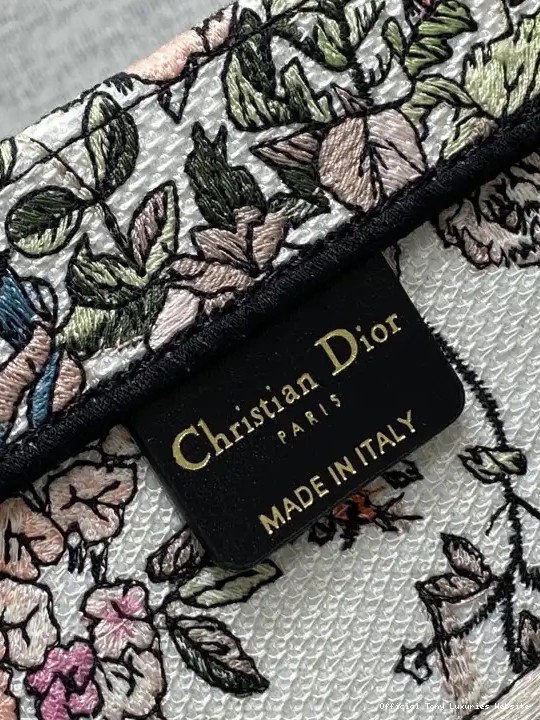 Christian Dior
PARIS
MADE IN ITALY
Official Tony Luxuries Website